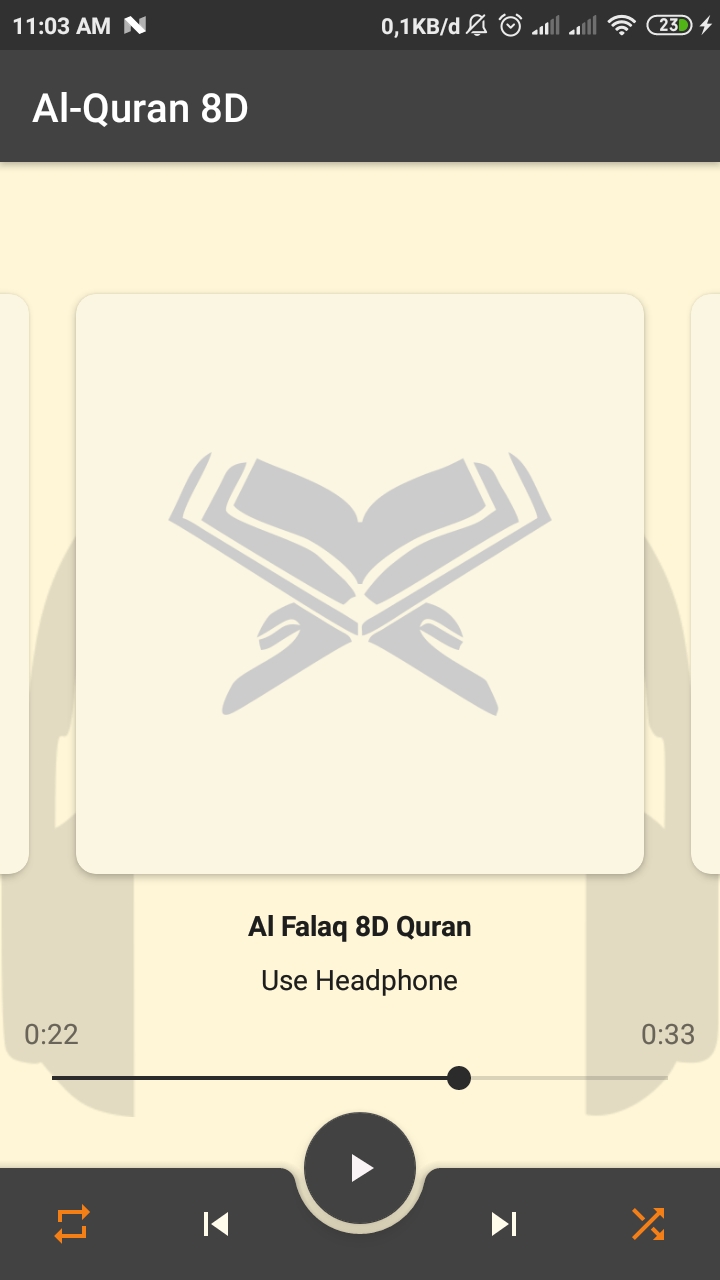 11:03 AM 0,1KB/d 23
Al-Quran 8D
Al Falaq 8D Quran
Use Headphone
0:22 0:33